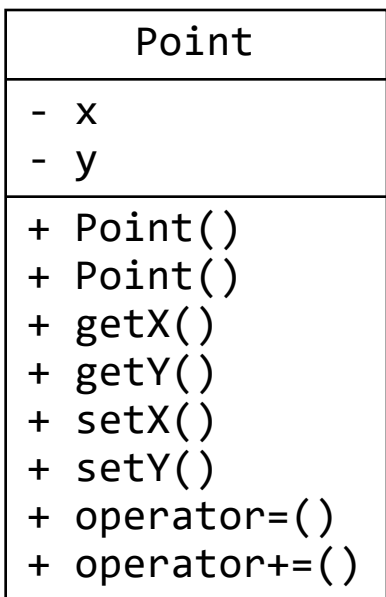 Point
- x
- y
+ Point()
+ Point()
+ getX()
+ getY()
+ setX()
+ setY()
+ operator=()
+ operator+=()